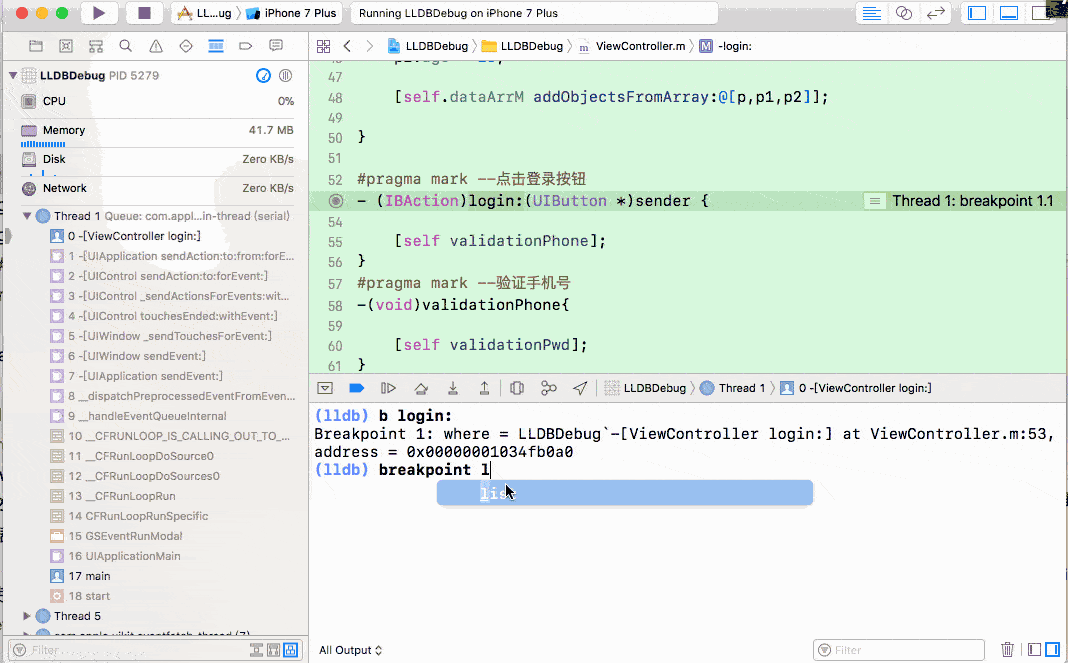 LL...ug 〉 iPhone 7 Plus
Running LLDBDebug on iPhone 7 Plus
LLDBDebug 〉 LLDBDebug 〉 ViewController.m 〉 M -login:
LLDBDebug PID 5279
CPU 0%
Memory 41.7 MB
Disk Zero KB/s
Network Zero KB/s
Thread 1 Queue: com.appl...in-thread (serial)
0 -[ViewController login:]
1 -[UIApplication sendAction:to:from:forE...
2 -[UIControl sendAction:to:forEvent:]
3 -[UIControl _sendActionsForEvents:wit...
4 -[UIControl touchesEnded:withEvent:]
5 -[UIWindow _sendTouchesForEvent:]
6 -[UIWindow sendEvent:]
7 -[UIApplication sendEvent:]
8 __dispatchPreprocessedEventFromEven...
9 __handleEventQueueInternal
10 __CFRUNLOOP_IS_CALLING_OUT_TO_...
11 __CFRunLoopDoSource0
12 __CFRunLoopDoSources0
13 __CFRunLoopRun
14 CFRunLoopRunSpecific
15 GSEventRunModal
16 UIApplicationMain
17 main
18 start
Thread 5
Filter
47
48 [self.dataArrM addObjectsFromArray:@[p,p1,p2]];
49
50 }
51
52 #pragma mark --点击登录按钮
- (IBAction)login:(UIButton *)sender { Thread 1: breakpoint 1.1
54
55 [self validationPhone];
56 }
57 #pragma mark --验证手机号
58 -(void)validationPhone{
59
60 [self validationPwd];
61 }
LLDBDebug 〉 Thread 1 〉 0 -[ViewController login:]
(lldb) b login:
Breakpoint 1: where = LLDBDebug`-[ViewController login:] at ViewController.m:53,
address = 0x00000001034fb0a0
(lldb) breakpoint l
list
All Output
Filter